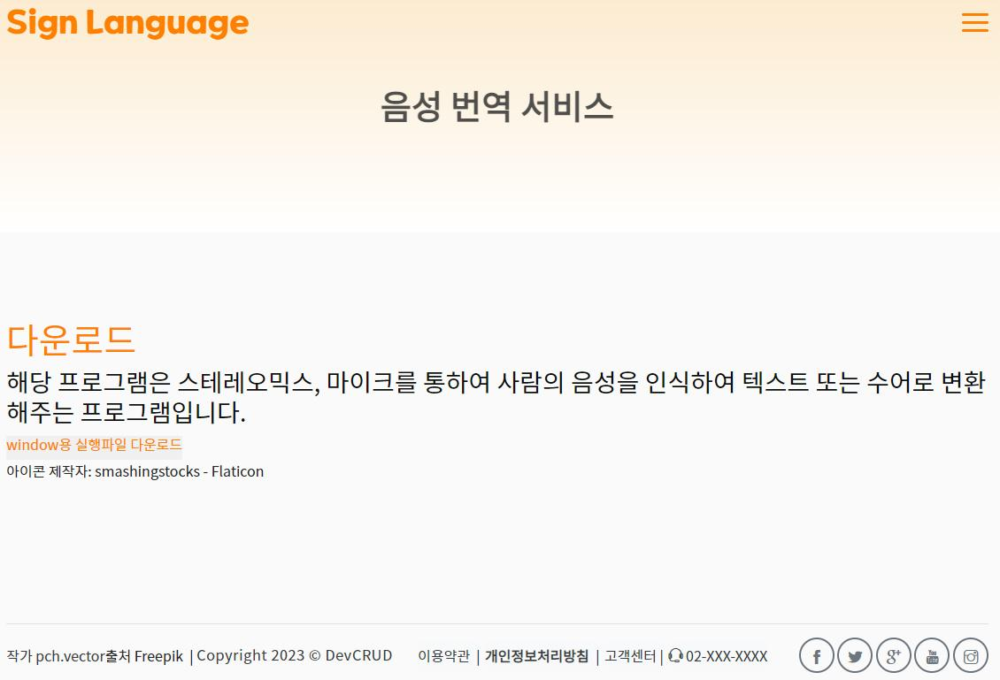 Sign Language
음성 번역 서비스
다운로드
해당 프로그램은 스테레오믹스, 마이크를 통하여 사람의 음성을 인식하여 텍스트 또는 수어로 변환
해주는 프로그램입니다.
window용 실행파일 다운로드
아이콘 제작자: smashingstocks - Flaticon
작가 pch.vector출처 Freepik | Copyright 2023 © DevCRUD 이용약관 | 개인정보처리방침 | 고객센터 | 02-XXX-XXXX